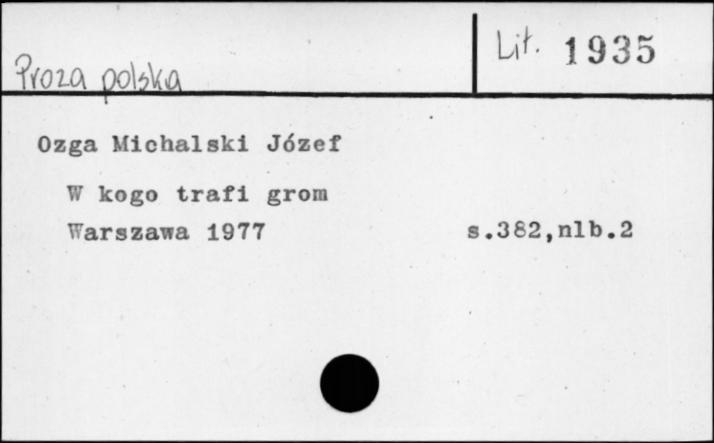 Proza polska
Lit. 1935
Ozga Michalski Józef
W kogo trafi grom
Warszawa 1977 s.382,nlb.2